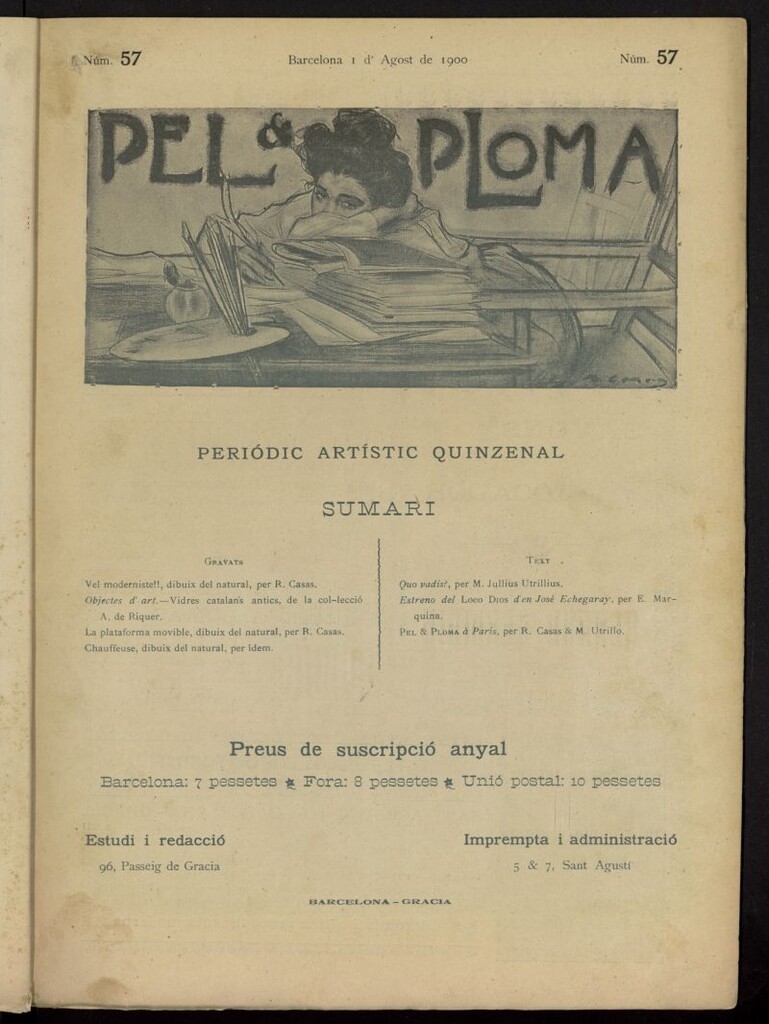 Núm. 57
Barcelona 1 d' Agost de 1900
Núm. 57
PEL & PLOMA
PERIÓDIC ARTÍSTIC QUINZENAL
SUMARI
GRAVATS
Vel moderniste!!, dibuix del natural, per R. Casas.
Objectes d' art.—Vidres catalans antics, de la col-lecció
A. de Riquer.
La plataforma movible, dibuix del natural, per R. Casas.
Chauffeuse, dibuix del natural, per Idem.
TEXT
Quo vadis?, per M. Jullius Utrillius.
Estreno del LOCO DIOS d'en José Echegaray, per E. Mar-
quina.
PEL & PLOMA à Paris, per R. Casas & M. Utrillo.
Preus de suscripció anyal
Barcelona: 7 pessetes Fora: 8 pessetes Unió postal: 10 pessetes
Estudi i redacció
96, Passeig de Gracia
Imprempta i administració
5 & 7, Sant Agustí
BARCELONA - GRACIA